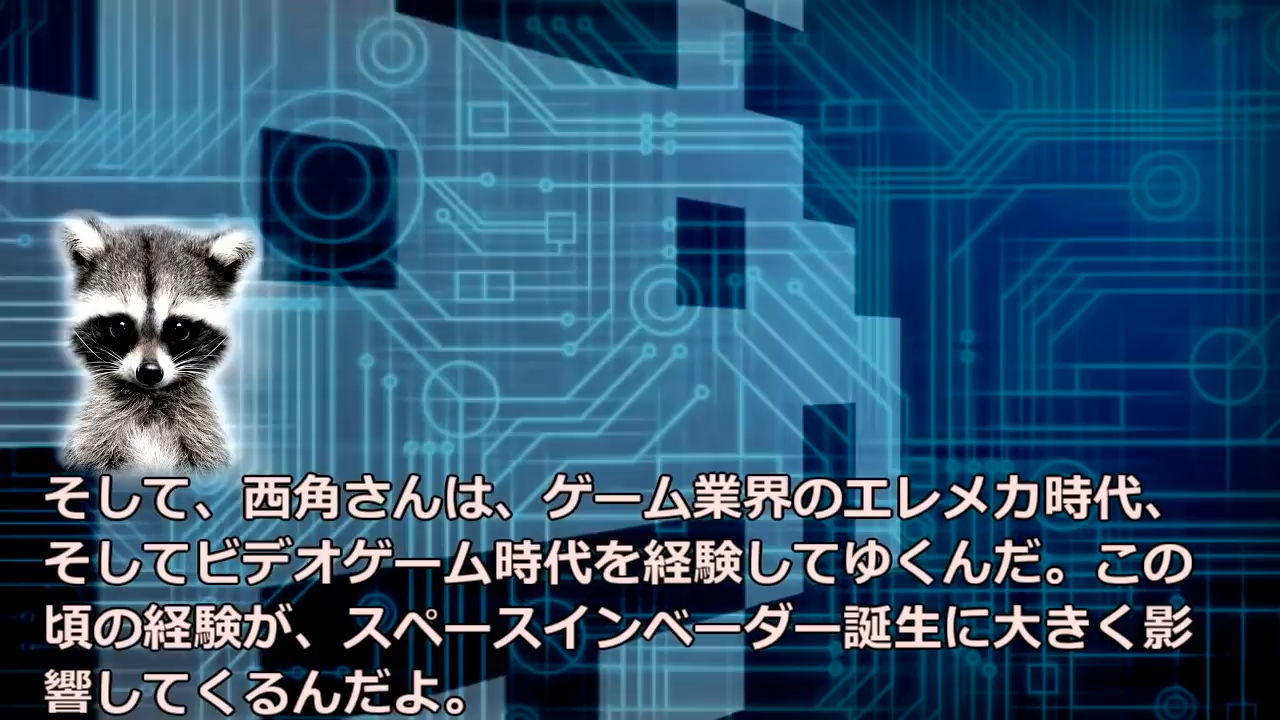 そして、西角さんは、ゲーム業界のエレメカ時代、
そしてビデオゲーム時代を経験してゆくんだ。この
頃の経験が、スペースインベーダー誕生に大きく影
響してくるんだよ。